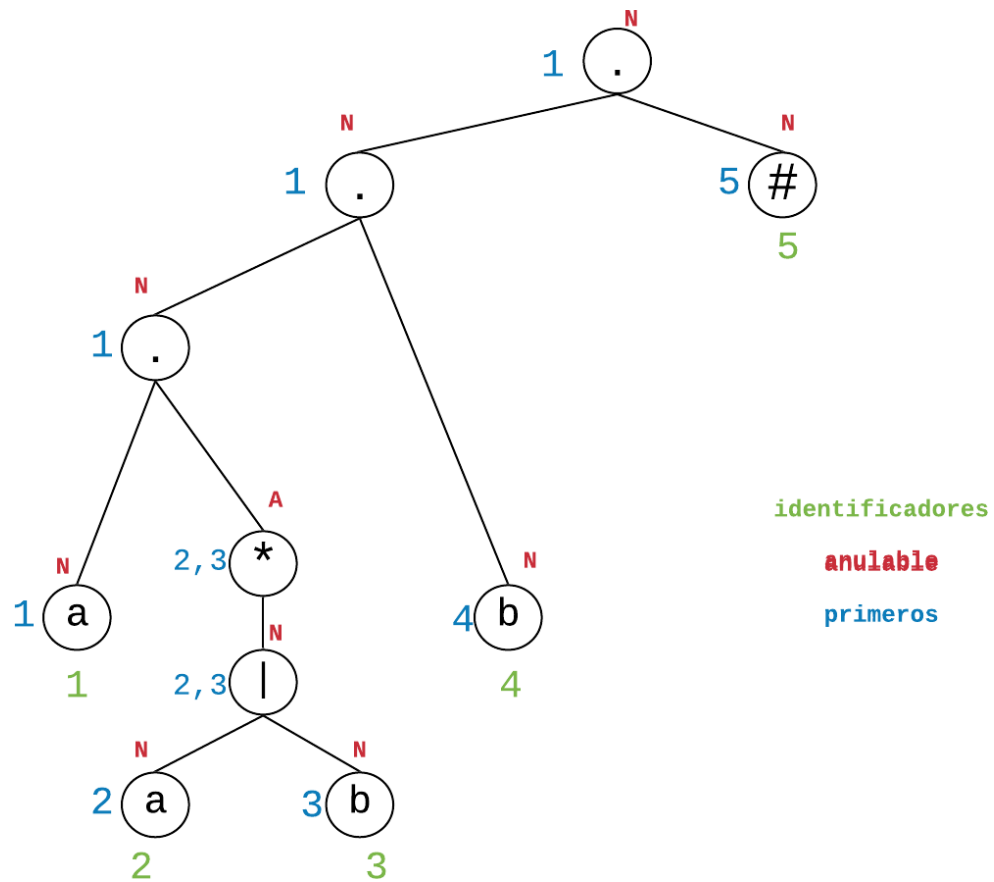 N
1 .
N N
1 . 5 #
5
N
1 .
A
2,3 *
N N
1 a 4 b
1 4
N
2,3 |
N N
2 a 3 b
2 3
identificadores
anulable
primeros